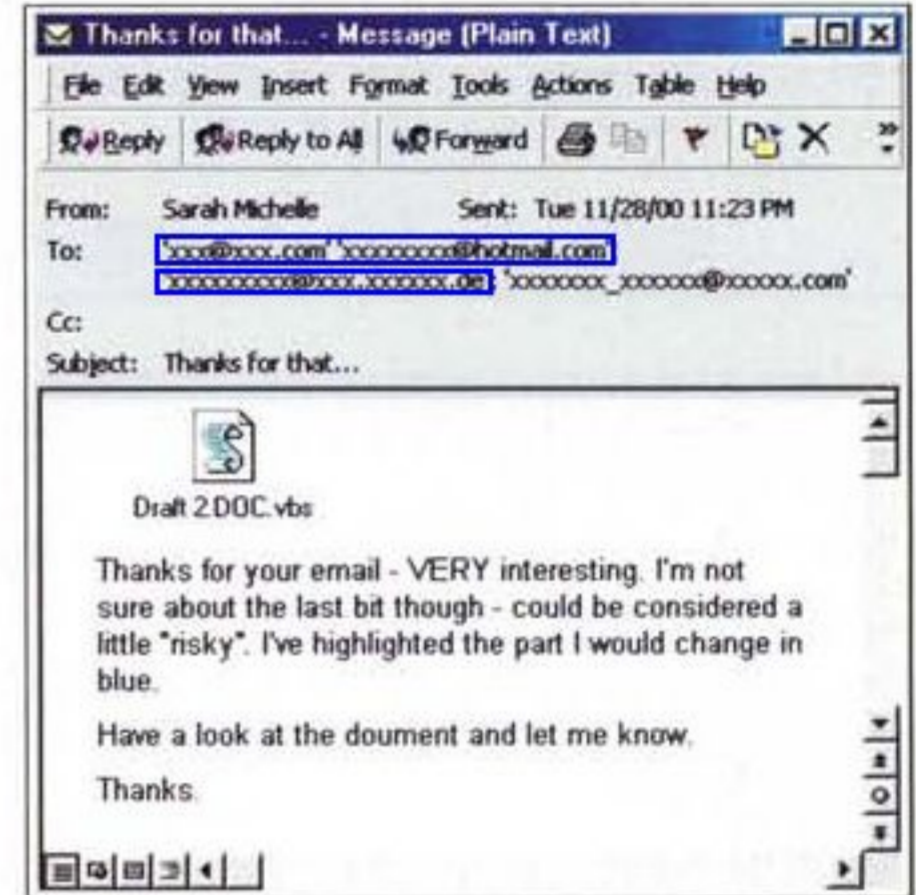 Thanks for that... - Message (Plain Text)
File Edit View Insert Format Tools Actions Table Help
Reply Reply to All Forward
From: Sarah Michelle Sent: Tue 11/28/00 11:23 PM
To: 'xxx@xxx.com' 'xxxxxxxx@hotmail.com'
'xxxxxxxxxx@xxx.xxxxxx.de' 'xxxxxxx_xxxxxx@xxxxx.com'
Cc:
Subject: Thanks for that...
Draft 2.DOC.vbs
Thanks for your email - VERY interesting. I'm not
sure about the last bit though - could be considered a
little "risky". I've highlighted the part I would change in
blue.
Have a look at the doument and let me know.
Thanks.